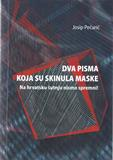 Josip Pečarić
DVA PISMA
KOJA SU SKINULA MASKE
Na hrvatsku šutnju nismo spremni!